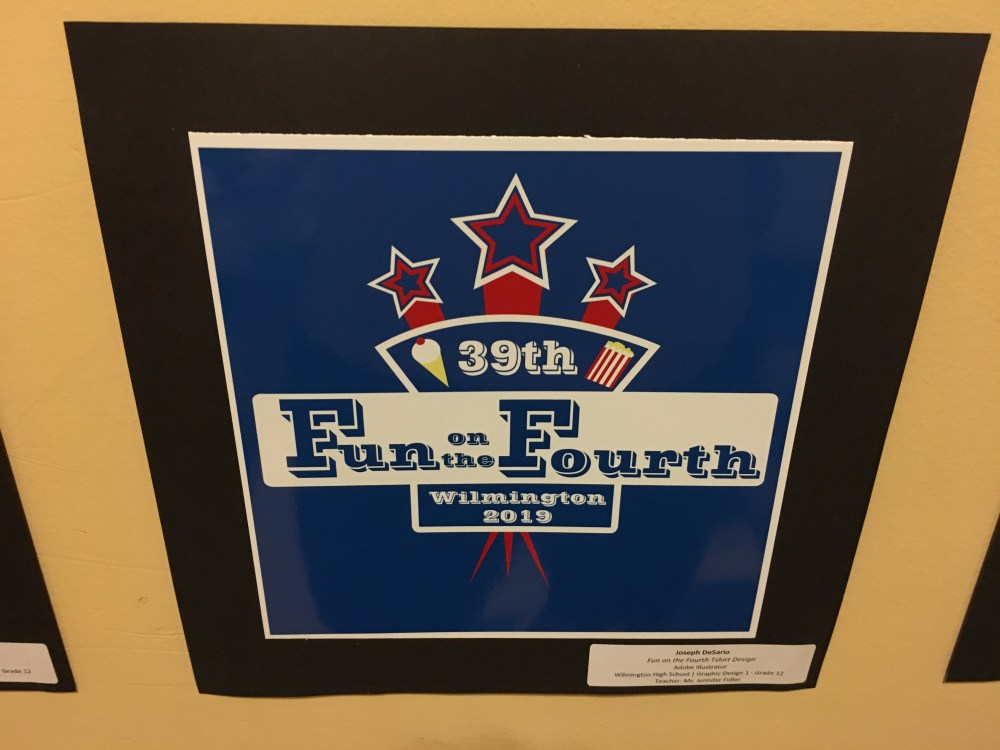 39th
Fun on the Fourth
Wilmington
2019
Joseph DeSario
Fun on the Fourth Tshirt Design
Adobe Illustrator
Wilmington High School | Graphic Design 1 - Grade 12
Teacher: Ms. Jennifer Fidler
Grade 12